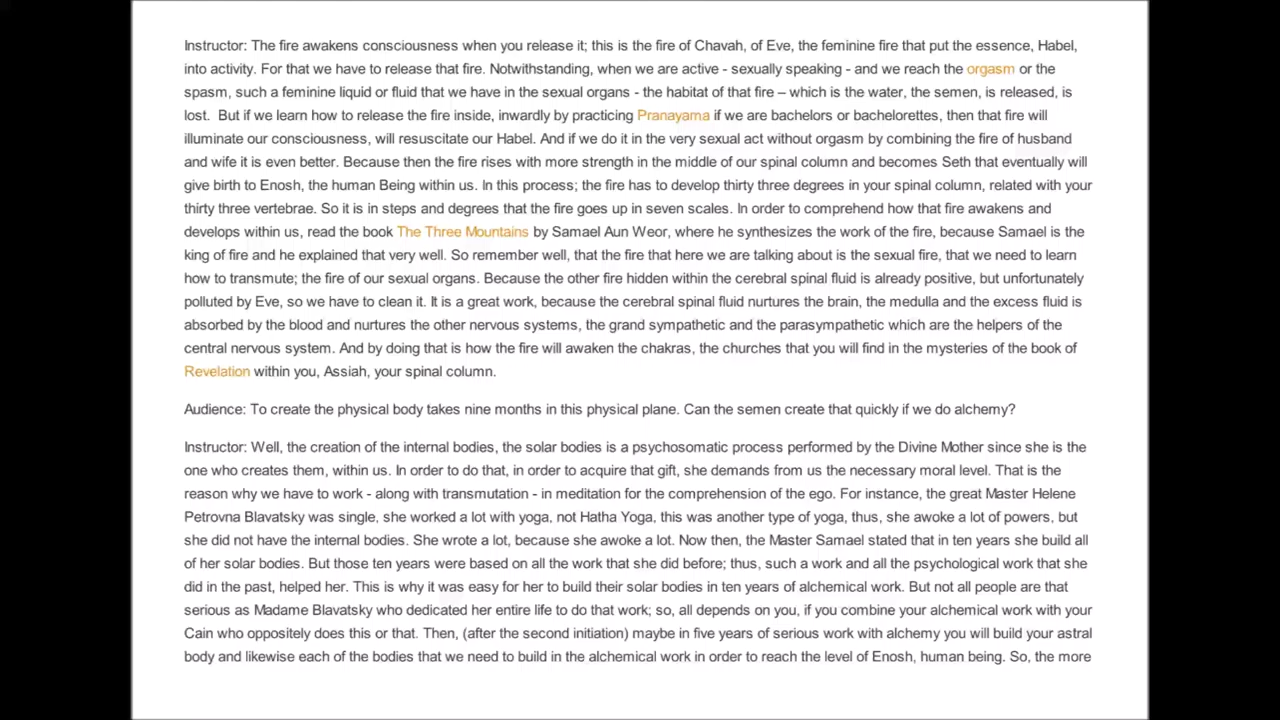 Instructor: The fire awakens consciousness when you release it; this is the fire of Chavah, of Eve, the feminine fire that put the essence, Habel,
into activity. For that we have to release that fire. Notwithstanding, when we are active - sexually speaking - and we reach the orgasm or the
spasm, such a feminine liquid or fluid that we have in the sexual organs - the habitat of that fire – which is the water, the semen, is released, is
lost.  But if we learn how to release the fire inside, inwardly by practicing Pranayama if we are bachelors or bachelorettes, then that fire will
illuminate our consciousness, will resuscitate our Habel. And if we do it in the very sexual act without orgasm by combining the fire of husband
and wife it is even better. Because then the fire rises with more strength in the middle of our spinal column and becomes Seth that eventually will
give birth to Enosh, the human Being within us. In this process; the fire has to develop thirty three degrees in your spinal column, related with your
thirty three vertebrae. So it is in steps and degrees that the fire goes up in seven scales. In order to comprehend how that fire awakens and
develops within us, read the book The Three Mountains by Samael Aun Weor, where he synthesizes the work of the fire, because Samael is the
king of fire and he explained that very well. So remember well, that the fire that here we are talking about is the sexual fire, that we need to learn
how to transmute; the fire of our sexual organs. Because the other fire hidden within the cerebral spinal fluid is already positive, but unfortunately
polluted by Eve, so we have to clean it. It is a great work, because the cerebral spinal fluid nurtures the brain, the medulla and the excess fluid is
absorbed by the blood and nurtures the other nervous systems, the grand sympathetic and the parasympathetic which are the helpers of the
central nervous system. And by doing that is how the fire will awaken the chakras, the churches that you will find in the mysteries of the book of
Revelation within you, Assiah, your spinal column.
Audience: To create the physical body takes nine months in this physical plane. Can the semen create that quickly if we do alchemy?
Instructor: Well, the creation of the internal bodies, the solar bodies is a psychosomatic process performed by the Divine Mother since she is the
one who creates them, within us. In order to do that, in order to acquire that gift, she demands from us the necessary moral level. That is the
reason why we have to work - along with transmutation - in meditation for the comprehension of the ego. For instance, the great Master Helene
Petrovna Blavatsky was single, she worked a lot with yoga, not Hatha Yoga, this was another type of yoga, thus, she awoke a lot of powers, but
she did not have the internal bodies. She wrote a lot, because she awoke a lot. Now then, the Master Samael stated that in ten years she build all
of her solar bodies. But those ten years were based on all the work that she did before; thus, such a work and all the psychological work that she
did in the past, helped her. This is why it was easy for her to build their solar bodies in ten years of alchemical work. But not all people are that
serious as Madame Blavatsky who dedicated her entire life to do that work; so, all depends on you, if you combine your alchemical work with your
Cain who oppositely does this or that. Then, (after the second initiation) maybe in five years of serious work with alchemy you will build your astral
body and likewise each of the bodies that we need to build in the alchemical work in order to reach the level of Enosh, human being. So, the more